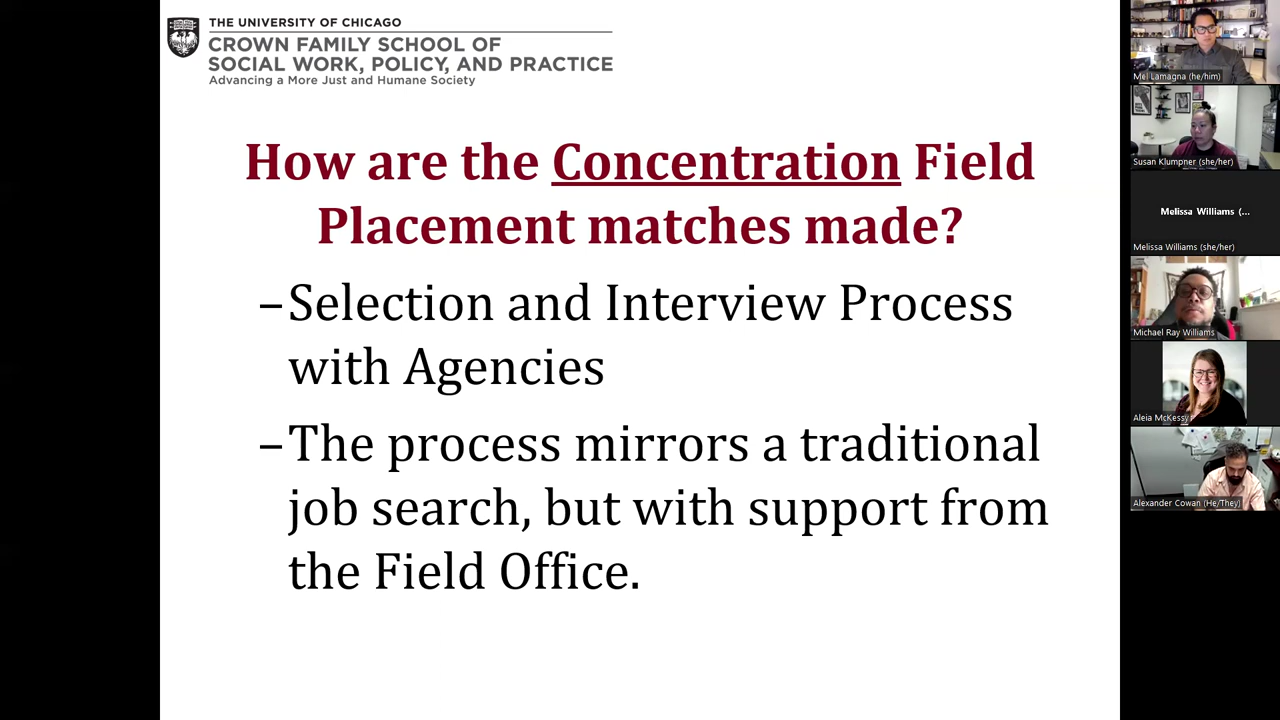 THE UNIVERSITY OF CHICAGO
CROWN FAMILY SCHOOL OF
SOCIAL WORK, POLICY, AND PRACTICE
Advancing a More Just and Humane Society
How are the Concentration Field
Placement matches made?
–Selection and Interview Process
with Agencies
–The process mirrors a traditional
job search, but with support from
the Field Office.
Mel Lamagna (he/him)
Susan Klumpner (she/her)
Melissa Williams (...
Melissa Williams (she/her)
Michael Ray Williams
Aleia McKessy
Alexander Cowan (He/They)